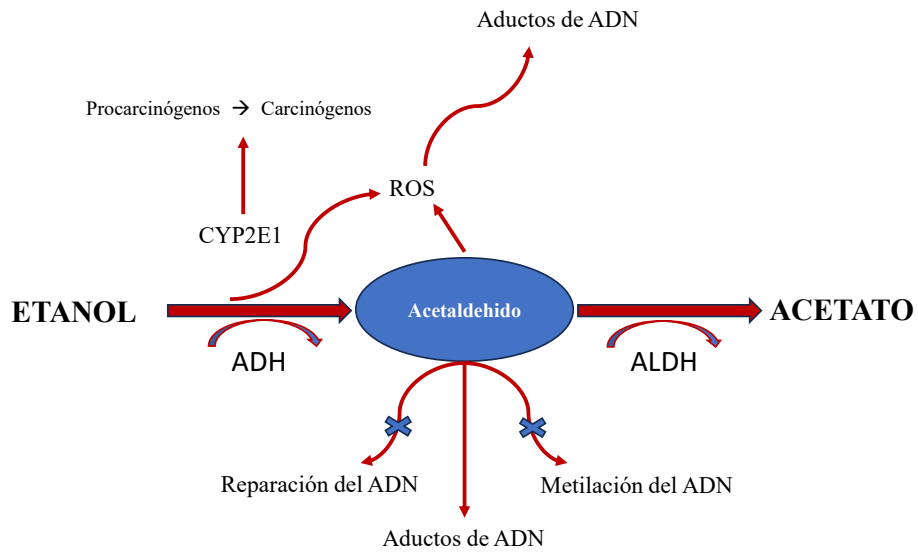 Aductos de ADN
Procarcinógenos → Carcinógenos
ROS
CYP2E1
ETANOL
Acetaldehido
ACETATO
ADH
ALDH
Reparación del ADN
Metilación del ADN
Aductos de ADN